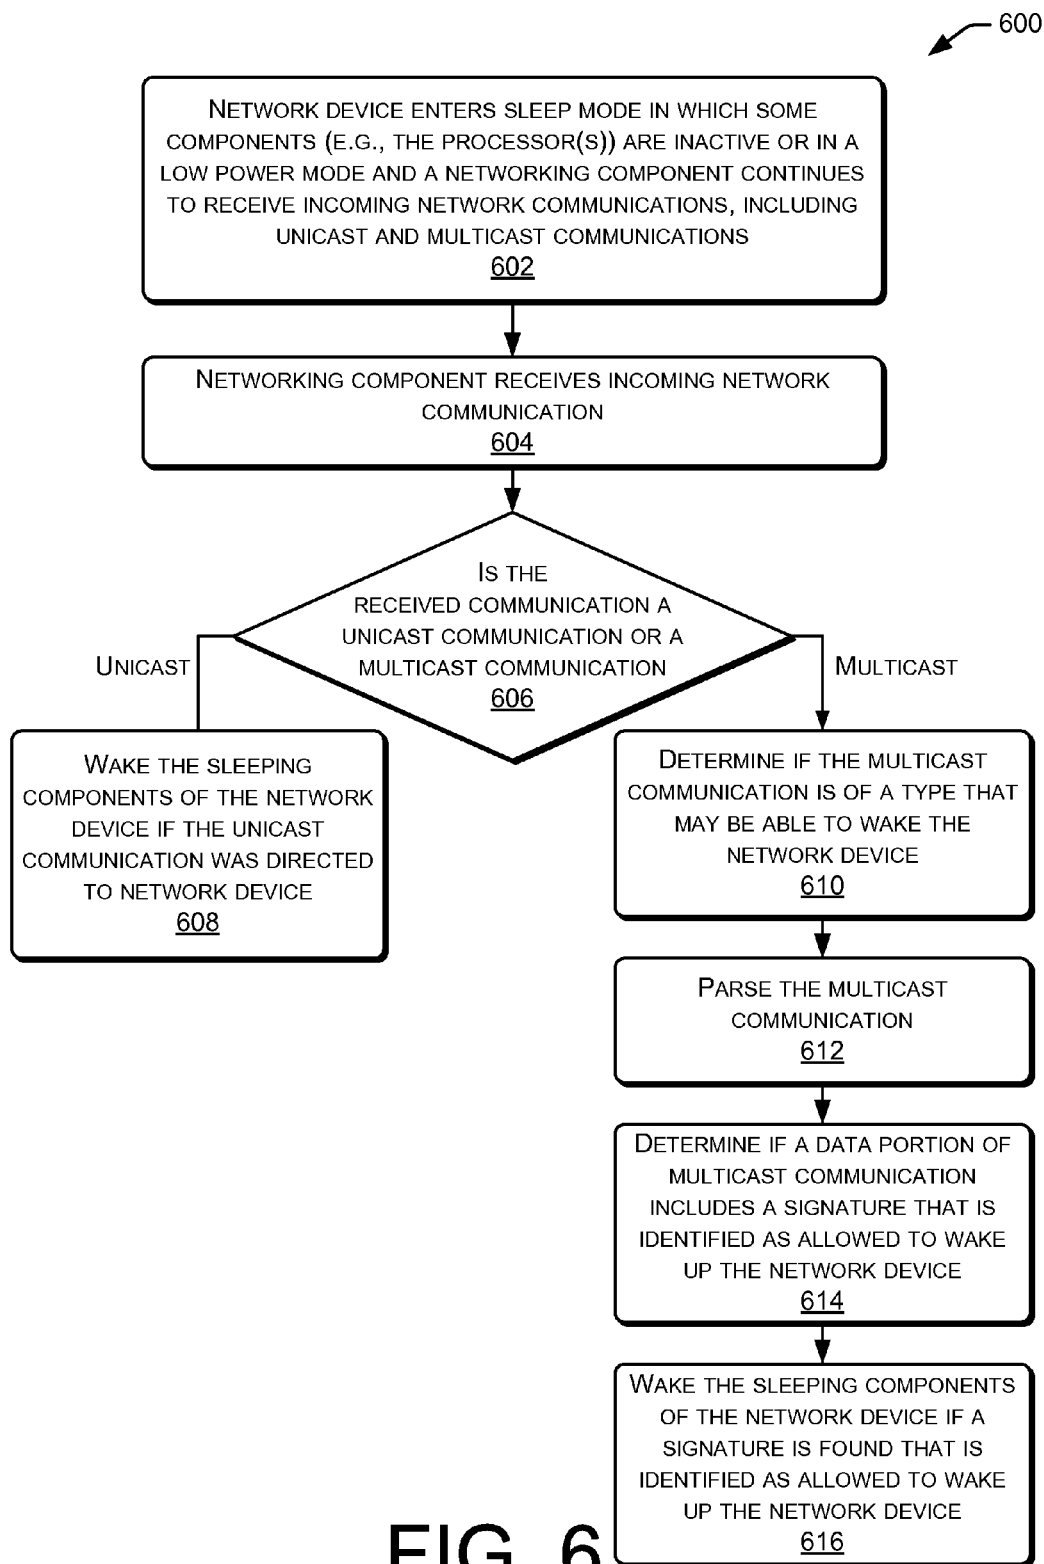 600
NETWORK DEVICE ENTERS SLEEP MODE IN WHICH SOME
COMPONENTS (E.G., THE PROCESSOR(S)) ARE INACTIVE OR IN A
LOW POWER MODE AND A NETWORKING COMPONENT CONTINUES
TO RECEIVE INCOMING NETWORK COMMUNICATIONS, INCLUDING
UNICAST AND MULTICAST COMMUNICATIONS
602
NETWORKING COMPONENT RECEIVES INCOMING NETWORK
COMMUNICATION
604
IS THE
RECEIVED COMMUNICATION A
UNICAST COMMUNICATION OR A
MULTICAST COMMUNICATION
606
UNICAST
MULTICAST
WAKE THE SLEEPING
COMPONENTS OF THE NETWORK
DEVICE IF THE UNICAST
COMMUNICATION WAS DIRECTED
TO NETWORK DEVICE
608
DETERMINE IF THE MULTICAST
COMMUNICATION IS OF A TYPE THAT
MAY BE ABLE TO WAKE THE
NETWORK DEVICE
610
PARSE THE MULTICAST
COMMUNICATION
612
DETERMINE IF A DATA PORTION OF
MULTICAST COMMUNICATION
INCLUDES A SIGNATURE THAT IS
IDENTIFIED AS ALLOWED TO WAKE
UP THE NETWORK DEVICE
614
WAKE THE SLEEPING COMPONENTS
OF THE NETWORK DEVICE IF A
SIGNATURE IS FOUND THAT IS
IDENTIFIED AS ALLOWED TO WAKE
UP THE NETWORK DEVICE
616
FIG. 6